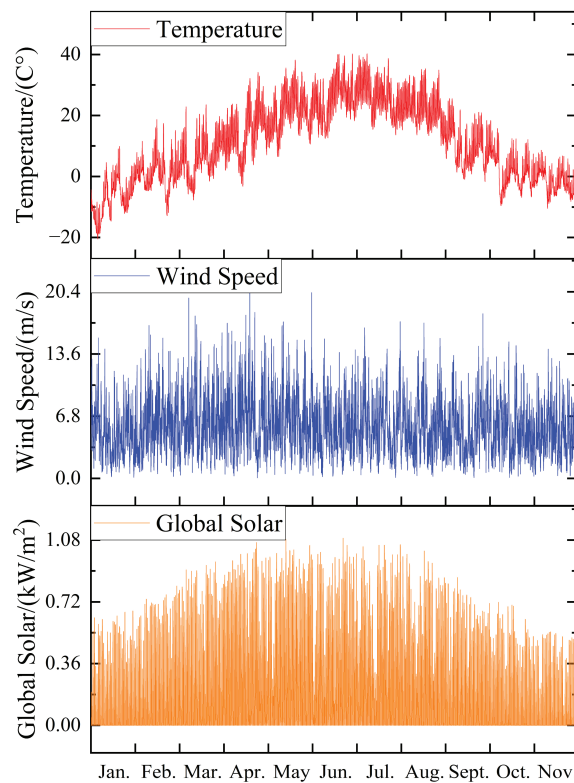 Temperature
Temperature/(C°)
40
20
0
−20
Wind Speed
Wind Speed/(m/s)
20.4
13.6
6.8
0.0
Global Solar
Global Solar/(kW/m²)
1.08
0.72
0.36
0.00
Jan. Feb. Mar. Apr. May Jun. Jul. Aug. Sept. Oct. Nov